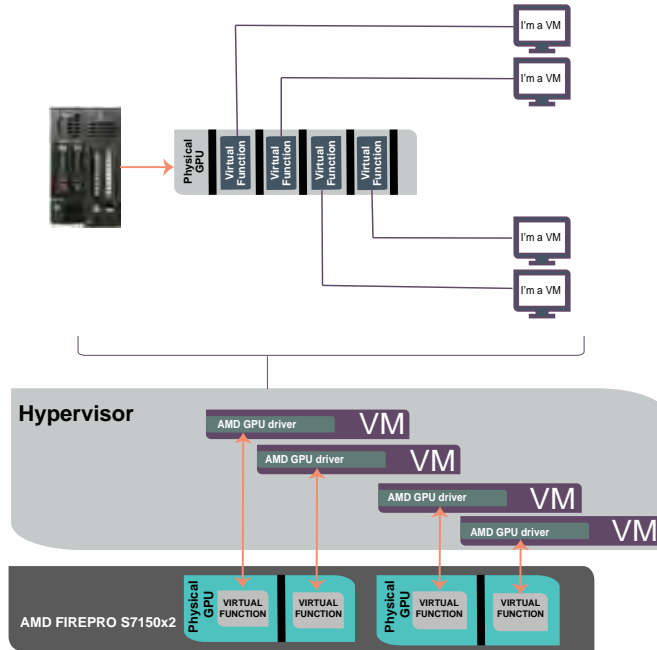 I'm a VM
I'm a VM
Physical
GPU
Virtual
Function
Virtual
Function
Virtual
Function
Virtual
Function
I'm a VM
I'm a VM
Hypervisor
AMD GPU driver VM
AMD GPU driver VM
AMD GPU driver VM
AMD GPU driver VM
AMD FIREPRO S7150x2
Physical
GPU
VIRTUAL
FUNCTION
VIRTUAL
FUNCTION
Physical
GPU
VIRTUAL
FUNCTION
VIRTUAL
FUNCTION